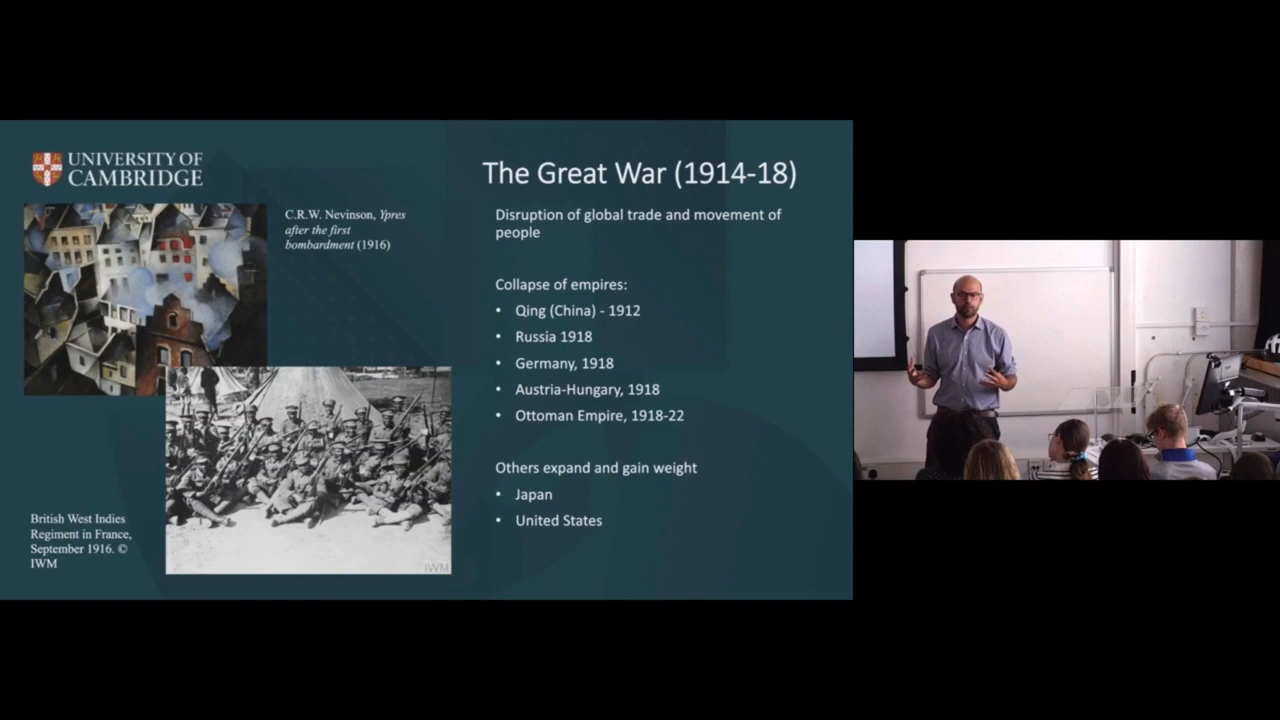 UNIVERSITY OF
CAMBRIDGE
C.R.W. Nevinson, Ypres
after the first
bombardment (1916)
British West Indies
Regiment in France,
September 1916. ©
IWM
IWM
The Great War (1914-18)
Disruption of global trade and movement of
people
Collapse of empires:
• Qing (China) - 1912
• Russia 1918
• Germany, 1918
• Austria-Hungary, 1918
• Ottoman Empire, 1918-22
Others expand and gain weight
• Japan
• United States